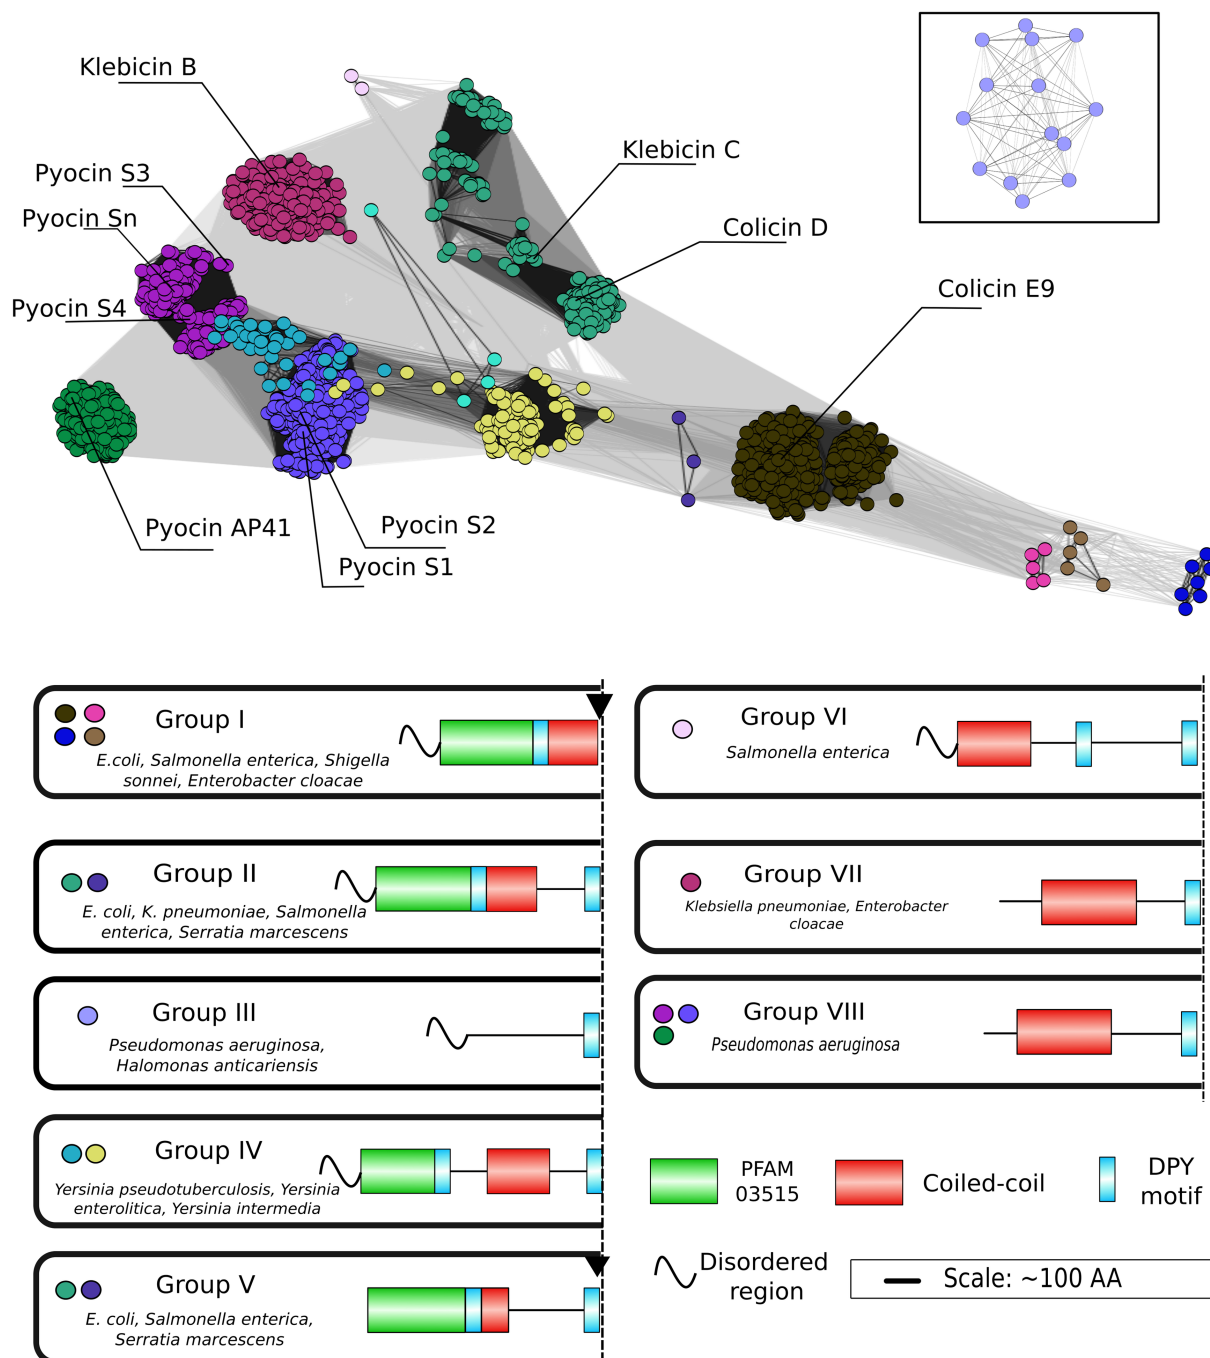 Klebicin B
Klebicin C
Pyocin S3
Pyocin Sn
Colicin D
Colicin E9
Pyocin S4
Pyocin AP41
Pyocin S2
Pyocin S1
Group I
E.coli, Salmonella enterica, Shigella
sonnei, Enterobacter cloacae
Group II
E. coli, K. pneumoniae, Salmonella
enterica, Serratia marcescens
Group III
Pseudomonas aeruginosa,
Halomonas anticariensis
Group IV
Yersinia pseudotuberculosis, Yersinia
enterolitica, Yersinia intermedia
Group V
E. coli, Salmonella enterica,
Serratia marcescens
Group VI
Salmonella enterica
Group VII
Klebsiella pneumoniae, Enterobacter
cloacae
Group VIII
Pseudomonas aeruginosa
PFAM
03515
Coiled-coil
DPY
motif
Disordered
region
Scale: ~100 AA